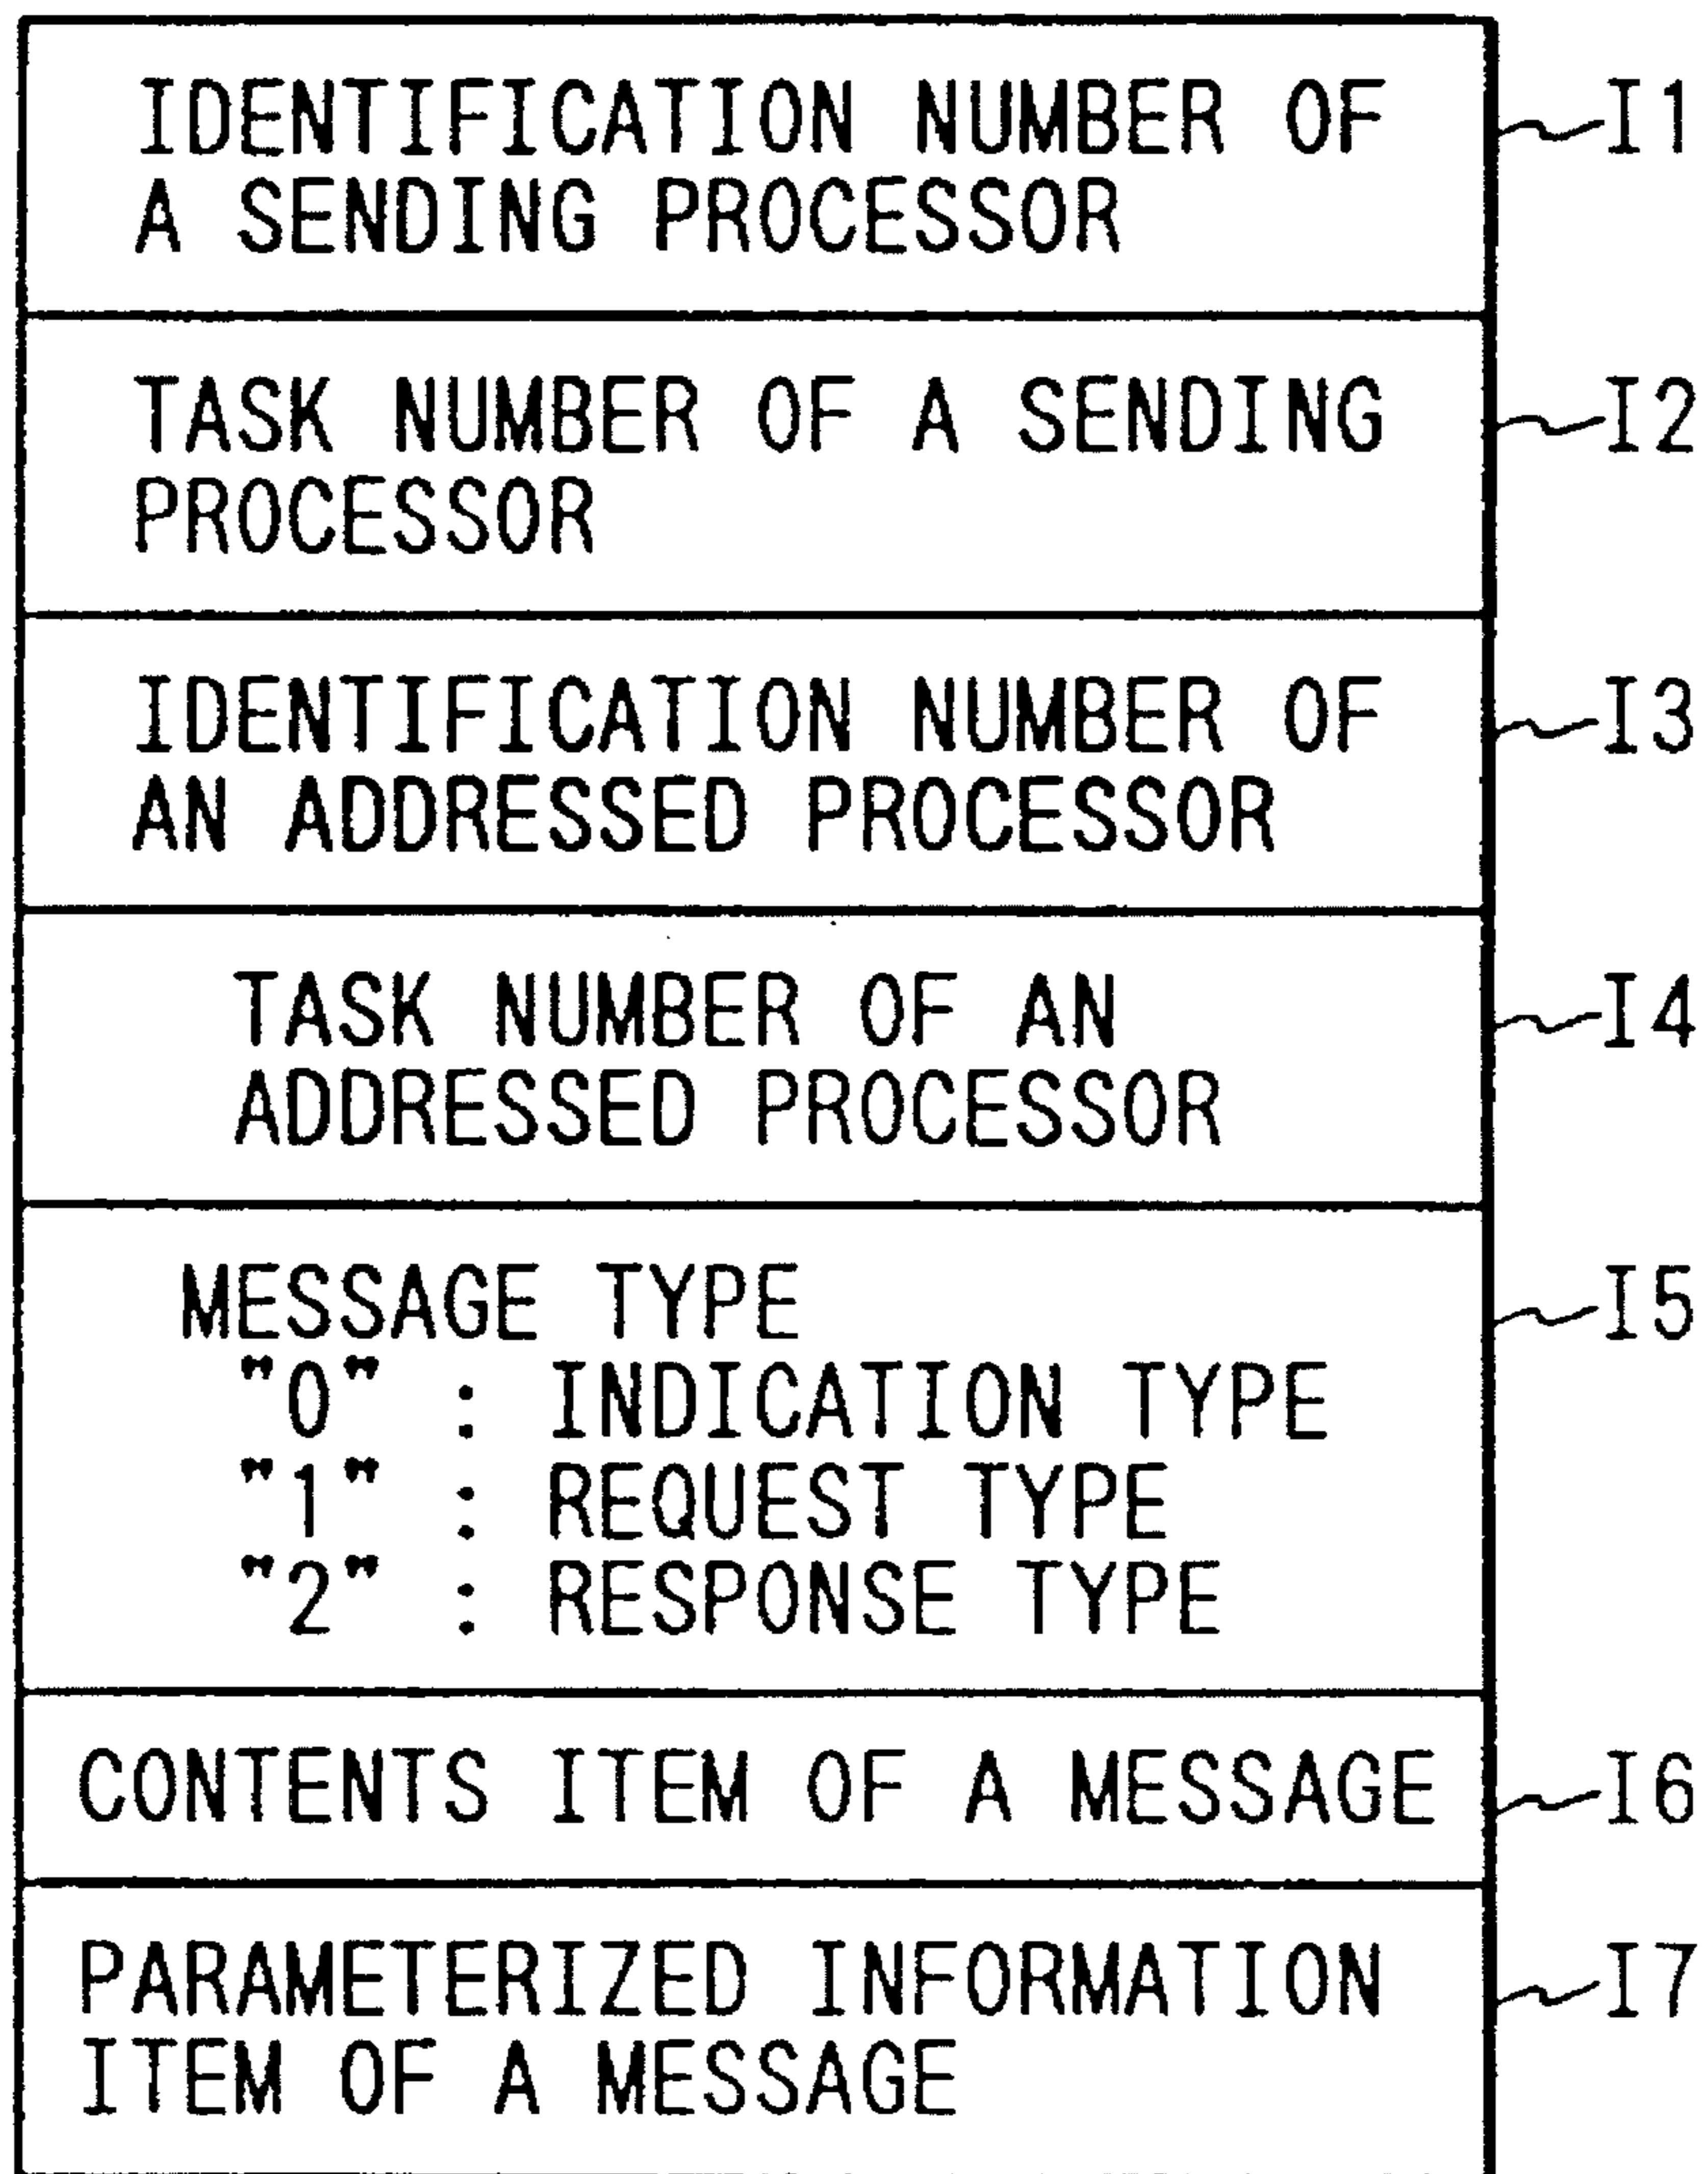 IDENTIFICATION NUMBER OF I1
A SENDING PROCESSOR
TASK NUMBER OF A SENDING I2
PROCESSOR
IDENTIFICATION NUMBER OF I3
AN ADDRESSED PROCESSOR
TASK NUMBER OF AN I4
ADDRESSED PROCESSOR
MESSAGE TYPE I5
"0" : INDICATION TYPE
"1" : REQUEST TYPE
"2" : RESPONSE TYPE
CONTENTS ITEM OF A MESSAGE I6
PARAMETERIZED INFORMATION I7
ITEM OF A MESSAGE